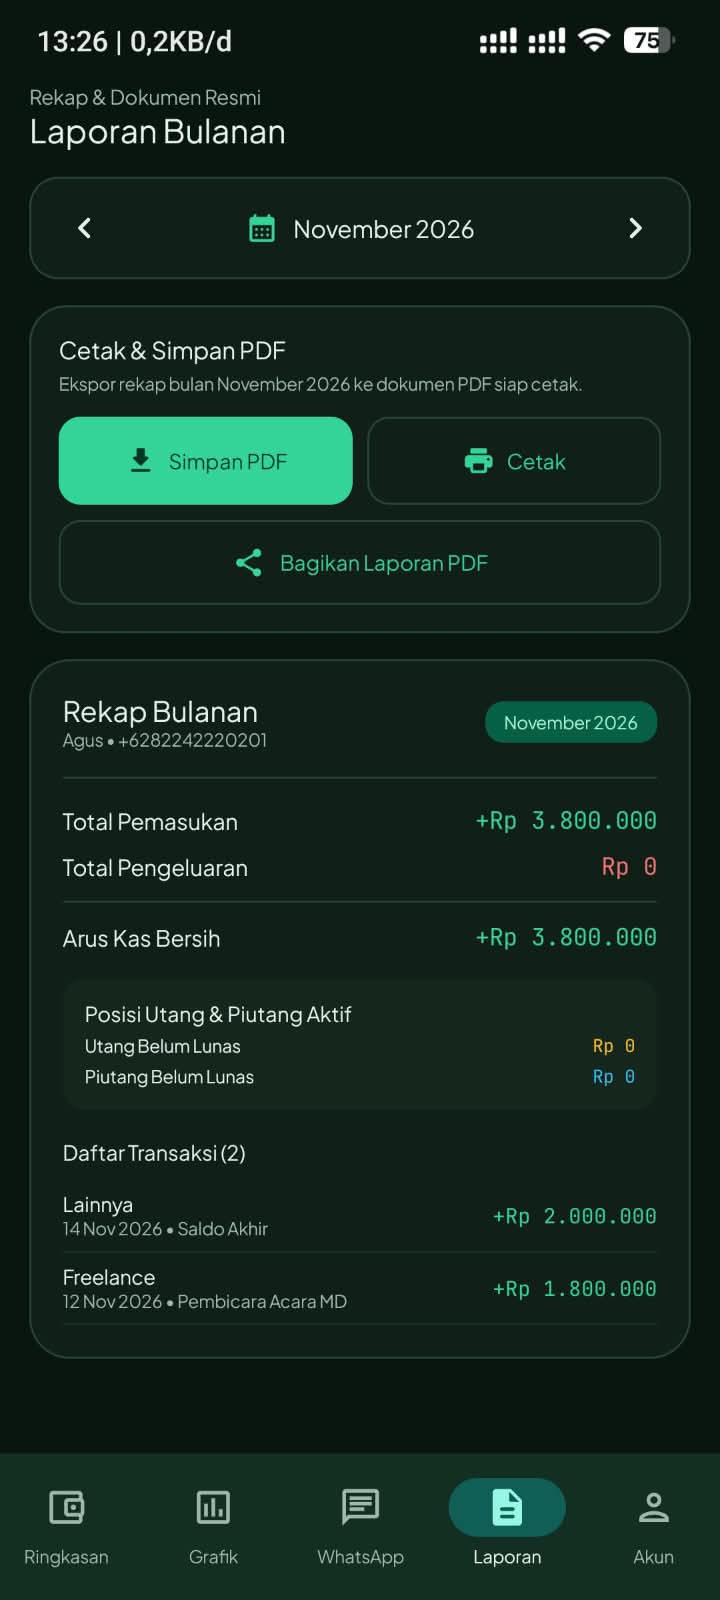 13:26 | 0,2KB/d
75
Rekap & Dokumen Resmi
Laporan Bulanan
November 2026
Cetak & Simpan PDF
Ekspor rekap bulan November 2026 ke dokumen PDF siap cetak.
Simpan PDF
Cetak
Bagikan Laporan PDF
Rekap Bulanan
November 2026
Agus • +6282242220201
Total Pemasukan +Rp 3.800.000
Total Pengeluaran Rp 0
Arus Kas Bersih +Rp 3.800.000
Posisi Utang & Piutang Aktif
Utang Belum Lunas Rp 0
Piutang Belum Lunas Rp 0
Daftar Transaksi (2)
Lainnya
14 Nov 2026 • Saldo Akhir
+Rp 2.000.000
Freelance
12 Nov 2026 • Pembicara Acara MD
+Rp 1.800.000
Ringkasan
Grafik
WhatsApp
Laporan
Akun